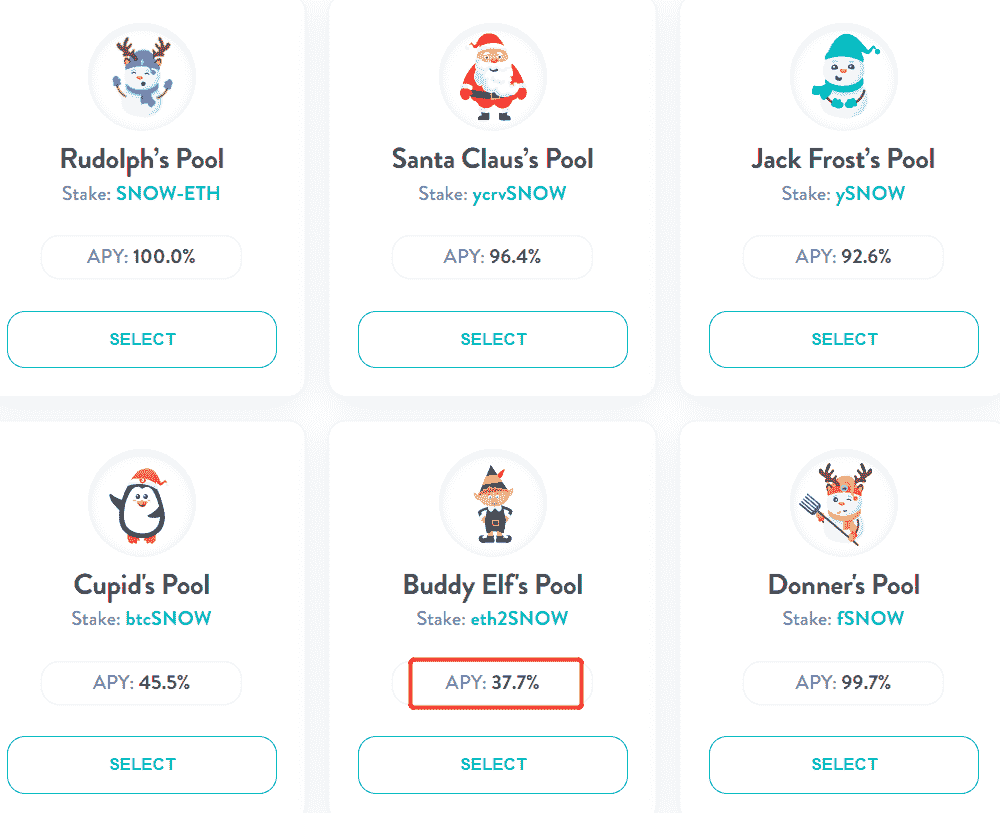 Rudolph's Pool
Stake: SNOW-ETH
APY: 100.0%
SELECT
Santa Claus's Pool
Stake: ycrvSNOW
APY: 96.4%
SELECT
Jack Frost's Pool
Stake: ySNOW
APY: 92.6%
SELECT
Cupid's Pool
Stake: btcSNOW
APY: 45.5%
SELECT
Buddy Elf's Pool
Stake: eth2SNOW
APY: 37.7%
SELECT
Donner's Pool
Stake: fSNOW
APY: 99.7%
SELECT